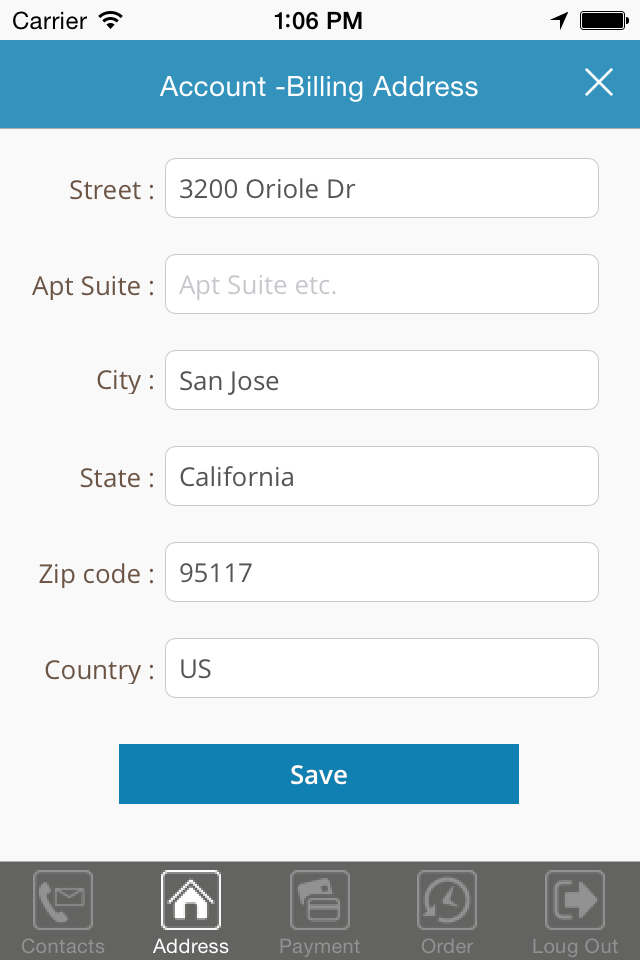 Carrier 1:06 PM
Account -Billing Address
Street : 3200 Oriole Dr
Apt Suite : Apt Suite etc.
City : San Jose
State : California
Zip code : 95117
Country : US
Save
Contacts Address Payment Order Loug Out